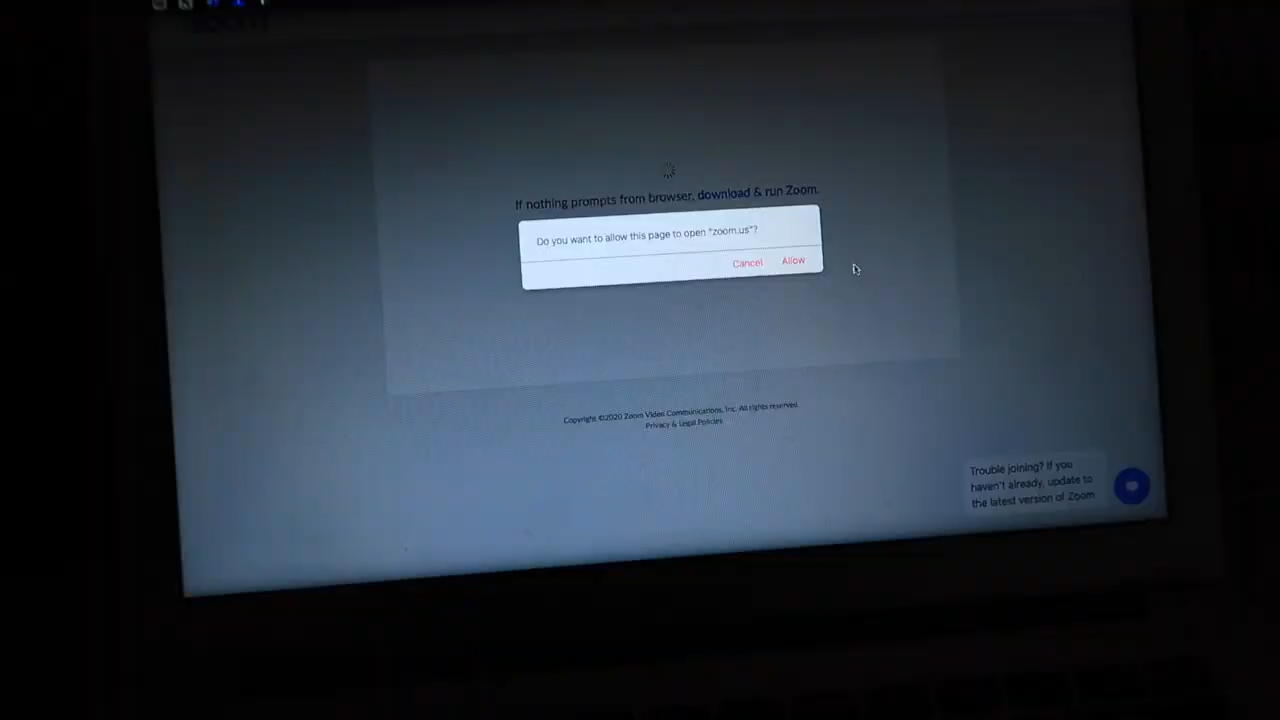 zoom
If nothing prompts from browser, download & run Zoom.
Do you want to allow this page to open "zoom.us"?
Cancel Allow
Copyright ©2020 Zoom Video Communications, Inc. All rights reserved.
Privacy & Legal Policies
Trouble joining? If you
haven't already, update to
the latest version of Zoom